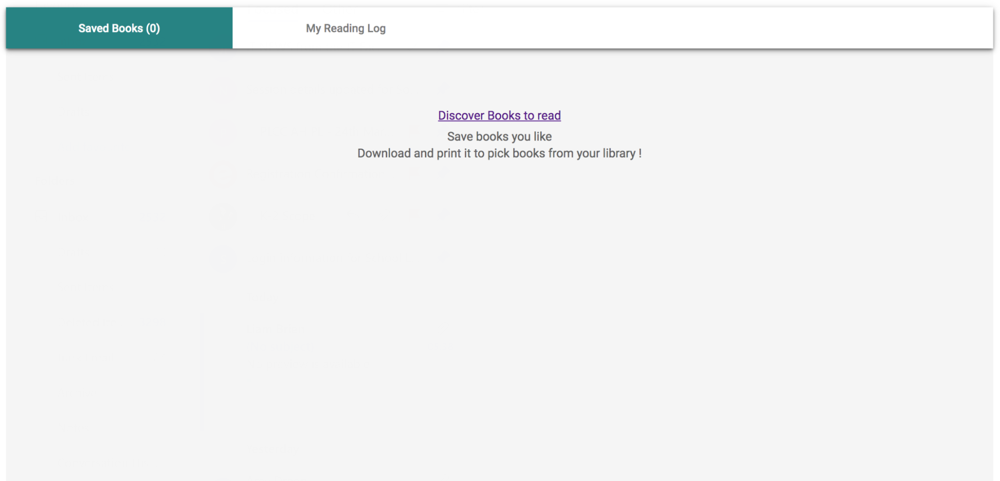 Saved Books (0)
My Reading Log
Discover Books to read
Save books you like
Download and print it to pick books from your library !